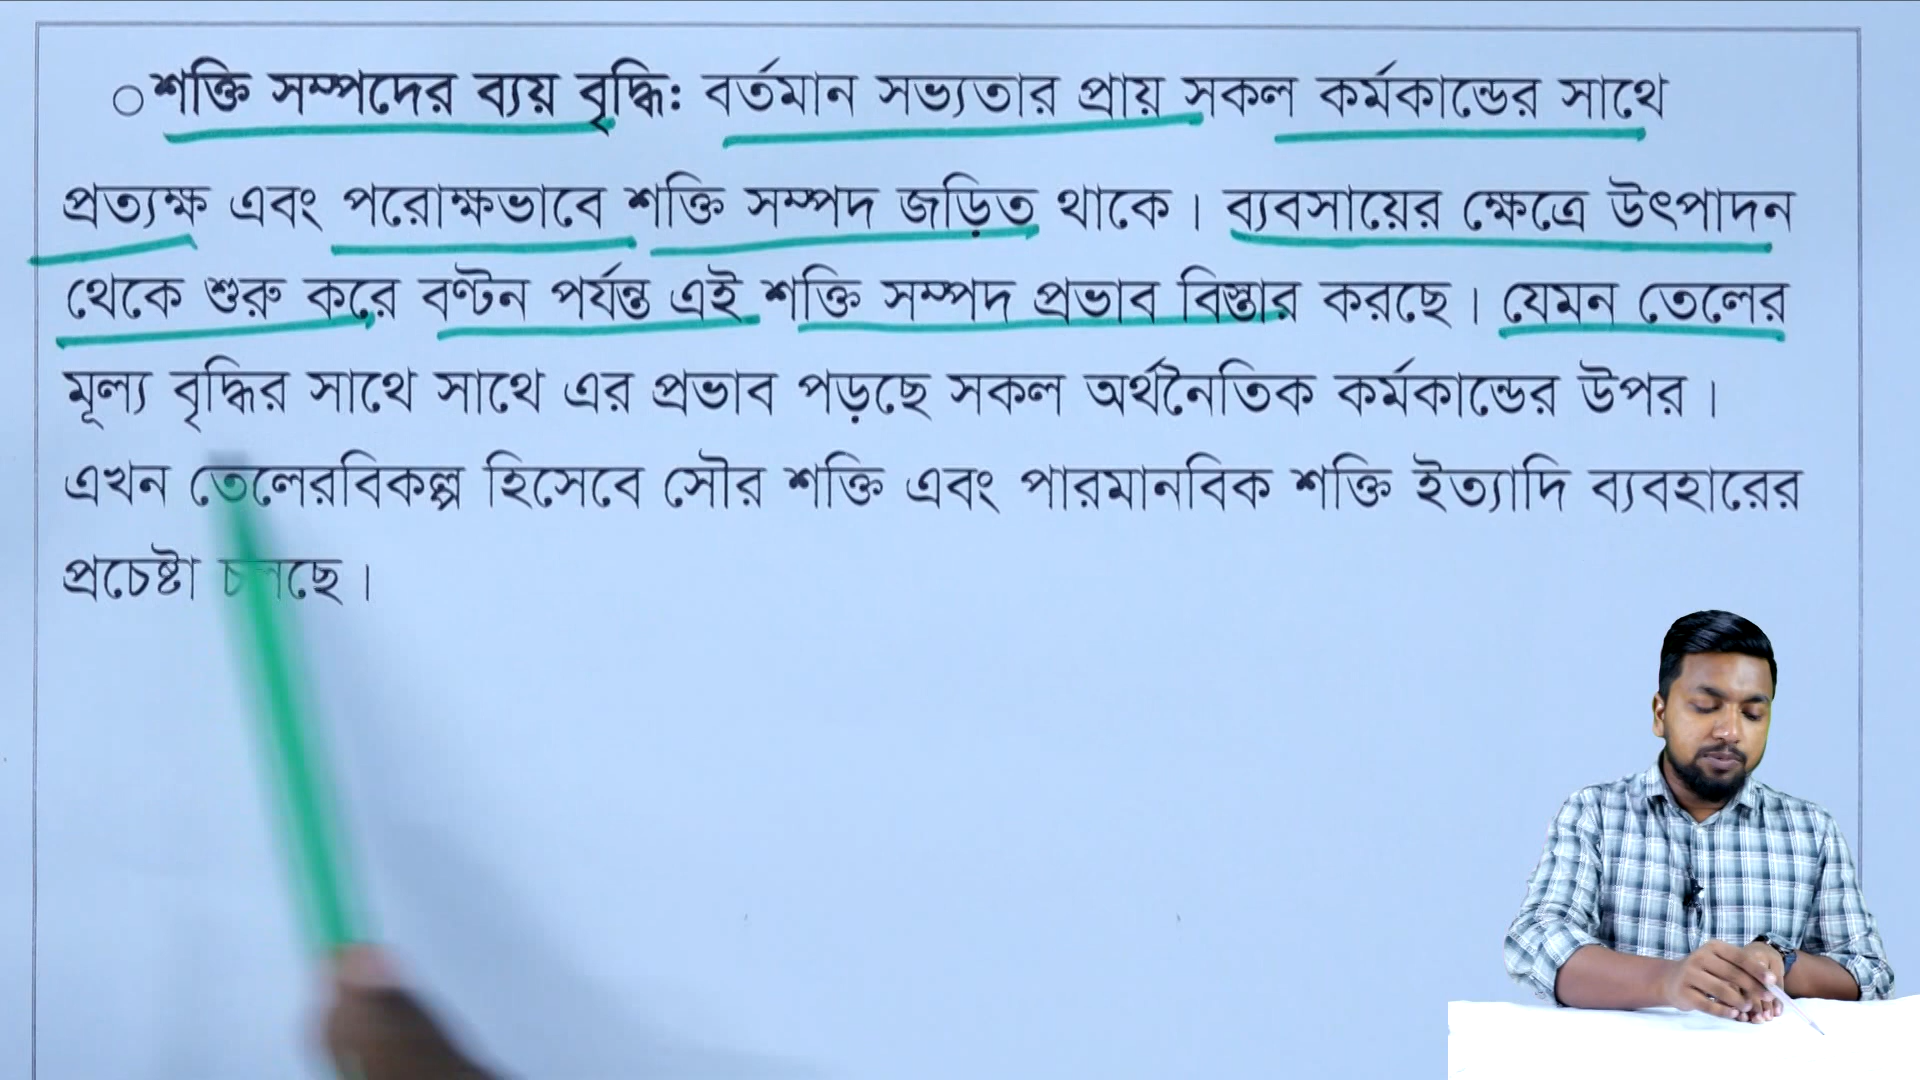 ○ শক্তি সম্পদের ব্যয় বৃদ্ধি: বর্তমান সভ্যতার প্রায় সকল কর্মকান্ডের সাথে
প্রত্যক্ষ এবং পরোক্ষভাবে শক্তি সম্পদ জড়িত থাকে। ব্যবসায়ের ক্ষেত্রে উৎপাদন
থেকে শুরু করে বণ্টন পর্যন্ত এই শক্তি সম্পদ প্রভাব বিস্তার করছে। যেমন তেলের
মূল্য বৃদ্ধির সাথে সাথে এর প্রভাব পড়ছে সকল অর্থনৈতিক কর্মকান্ডের উপর।
এখন তেলেরবিকল্প হিসেবে সৌর শক্তি এবং পারমানবিক শক্তি ইত্যাদি ব্যবহারের
প্রচেষ্টা চলছে।